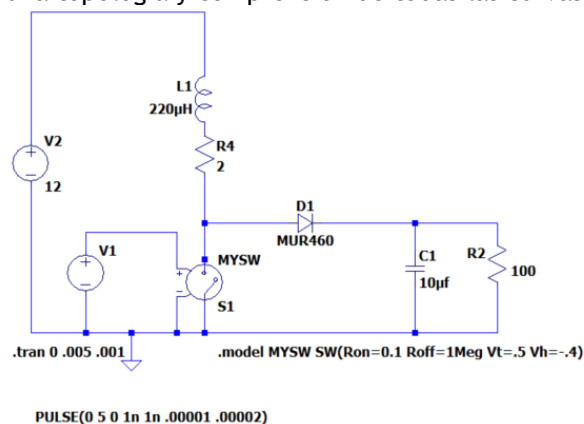 L1
220µH
V2
R4
2
12
D1
MUR460
V1
MYSW
C1
R2
100
10µf
S1
.tran 0 .005 .001
.model MYSW SW(Ron=0.1 Roff=1Meg Vt=.5 Vh=-.4)
PULSE(0 5 0 1n 1n .00001 .00002)